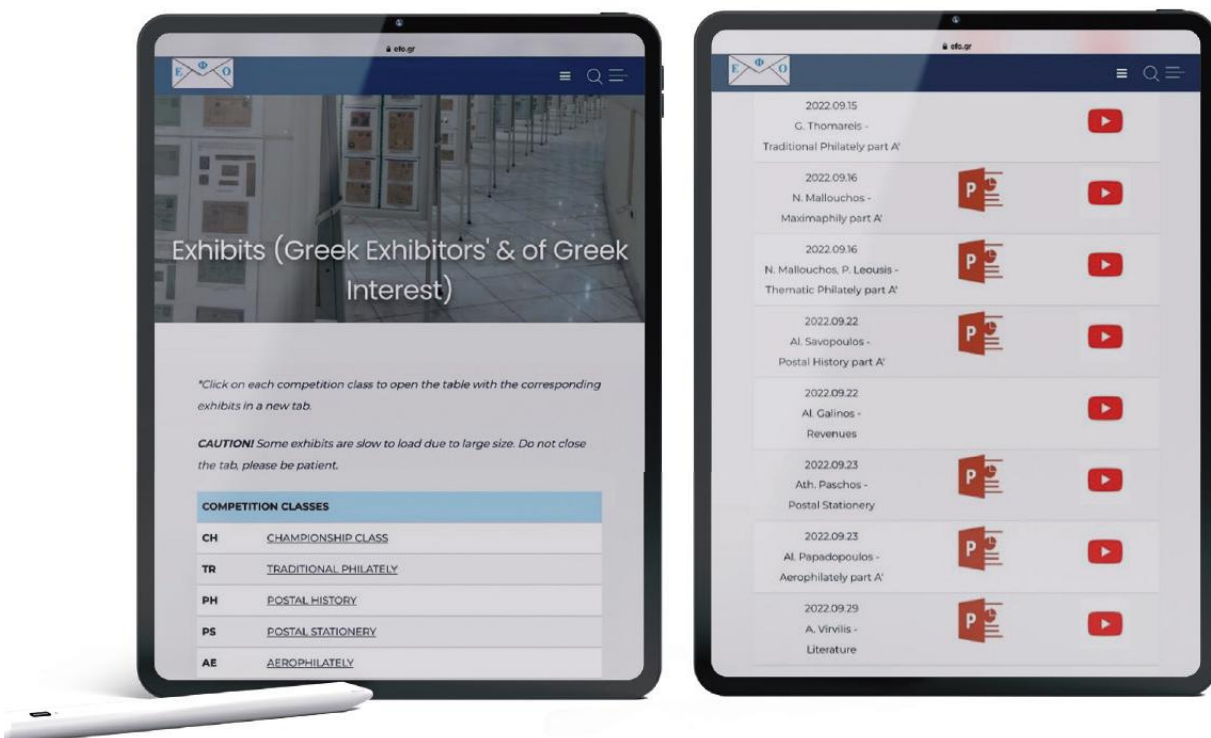 efo.gr
Ε Φ Ο
Exhibits (Greek Exhibitors' & of Greek
Interest)
*Click on each competition class to open the table with the corresponding
exhibits in a new tab.
CAUTION! Some exhibits are slow to load due to large size. Do not close
the tab, please be patient.
COMPETITION CLASSES
CH CHAMPIONSHIP CLASS
TR TRADITIONAL PHILATELY
PH POSTAL HISTORY
PS POSTAL STATIONERY
AE AEROPHILATELY
efo.gr
Ε Φ Ο
2022.09.15
G. Thomareis -
Traditional Philately part A'
2022.09.16
N. Mallouchos -
Maximaphily part A'
P
2022.09.16
N. Mallouchos, P. Leousis -
Thematic Philately part A'
P
2022.09.22
Al. Savopoulos -
Postal History part A'
P
2022.09.22
Al. Galinos -
Revenues
2022.09.23
Ath. Paschos -
Postal Stationery
P
2022.09.23
Al. Papadopoulos -
Aerophilately part A'
P
2022.09.29
A. Virvilis -
Literature
P